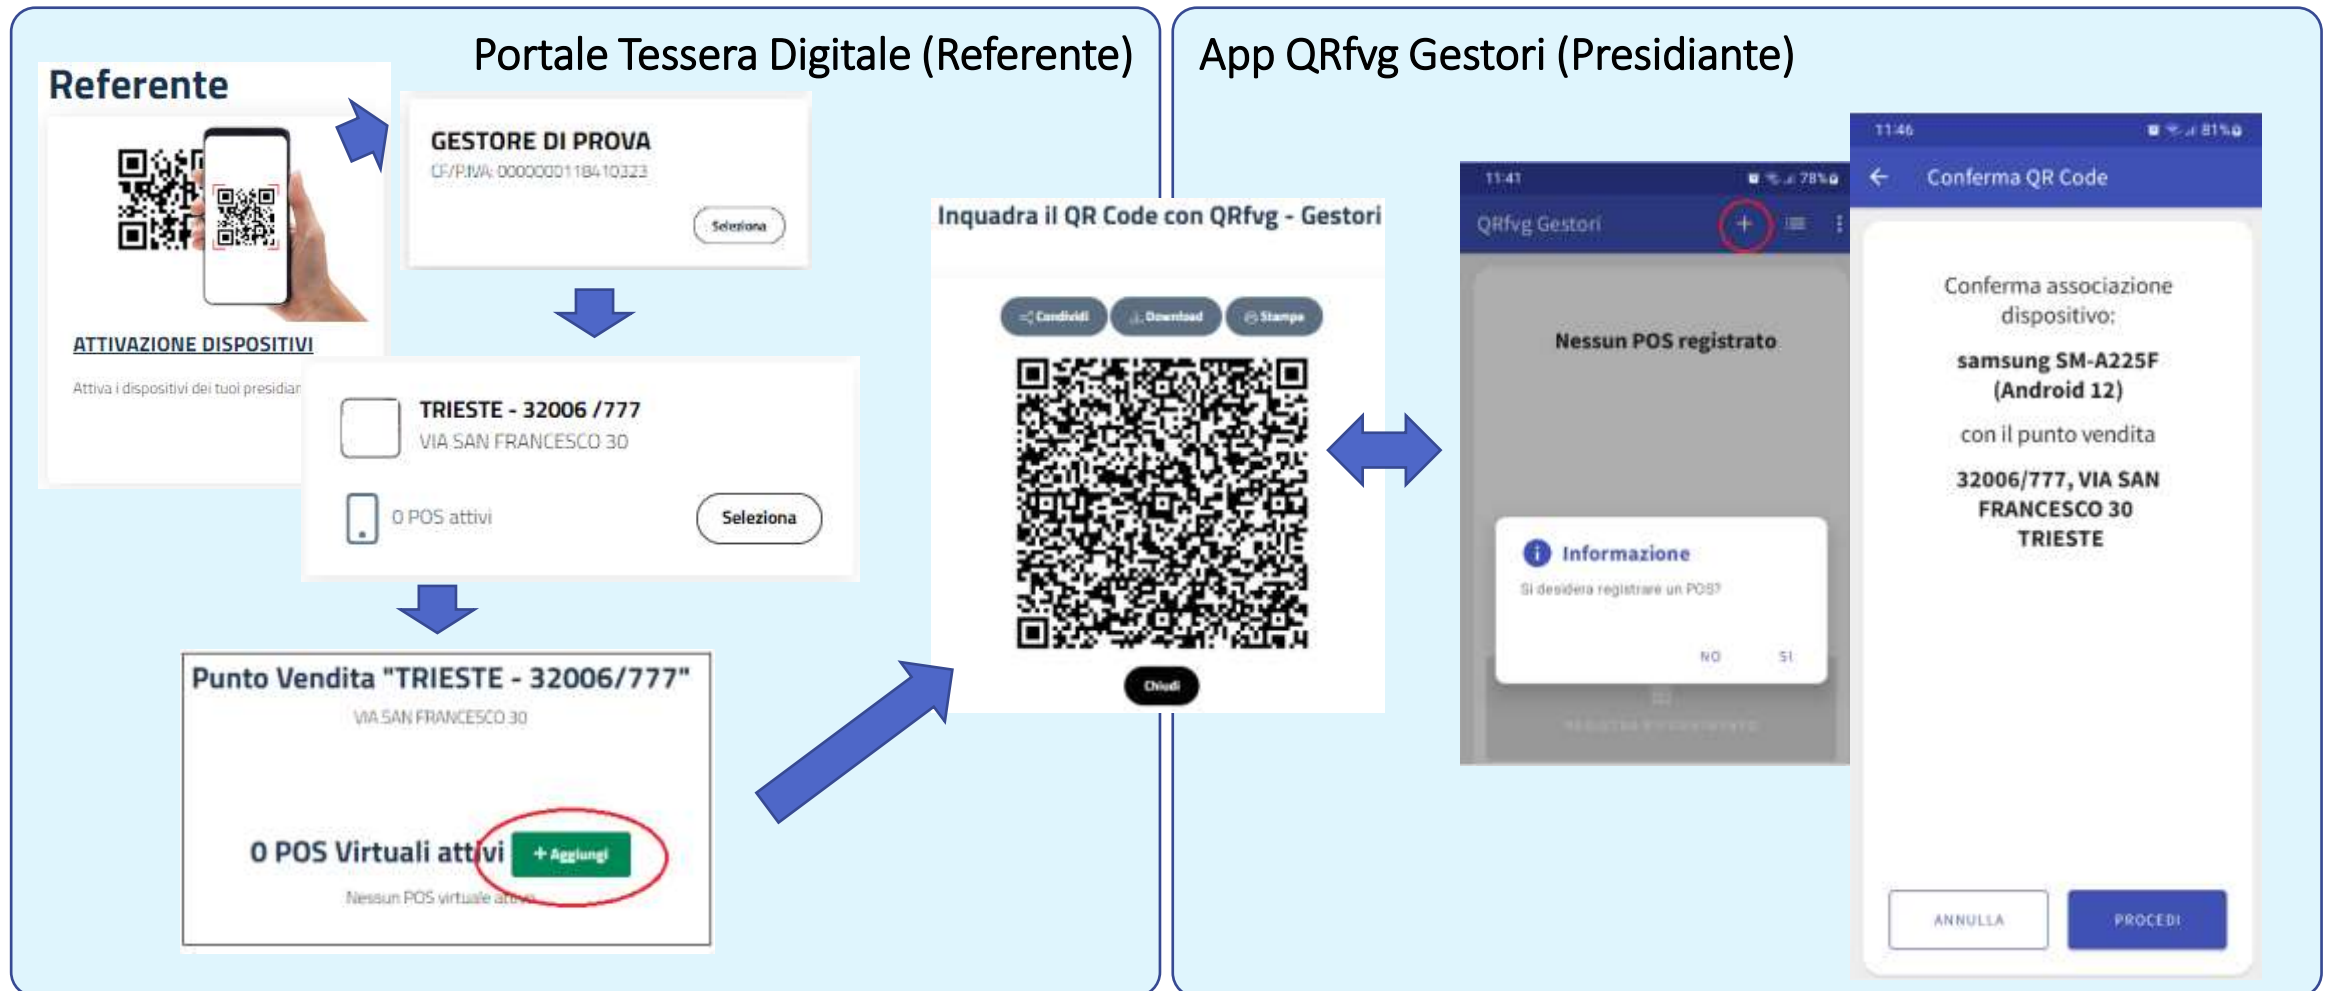 Portale Tessera Digitale (Referente)
Referente
ATTIVAZIONE DISPOSITIVI
Attiva i dispositivi dei tuoi presidian
GESTORE DI PROVA
CF/P.IVA: 0000000118410323
Seleziona
TRIESTE - 32006 /777
VIA SAN FRANCESCO 30
0 POS attivi
Seleziona
Punto Vendita "TRIESTE - 32006/777"
VIA SAN FRANCESCO 30
0 POS Virtuali attivi
+ Aggiungi
Nessun POS virtuale attivo
Inquadra il QR Code con QRfvg - Gestori
Condividi
Download
Stampa
Chiudi
App QRfvg Gestori (Presidiante)
11:41
78%
QRfvg Gestori
Nessun POS registrato
Informazione
Si desidera registrare un POS?
NO
SI
11:46
81%
Conferma QR Code
Conferma associazione
dispositivo:
samsung SM-A225F
(Android 12)
con il punto vendita
32006/777, VIA SAN
FRANCESCO 30
TRIESTE
ANNULLA
PROCEDI